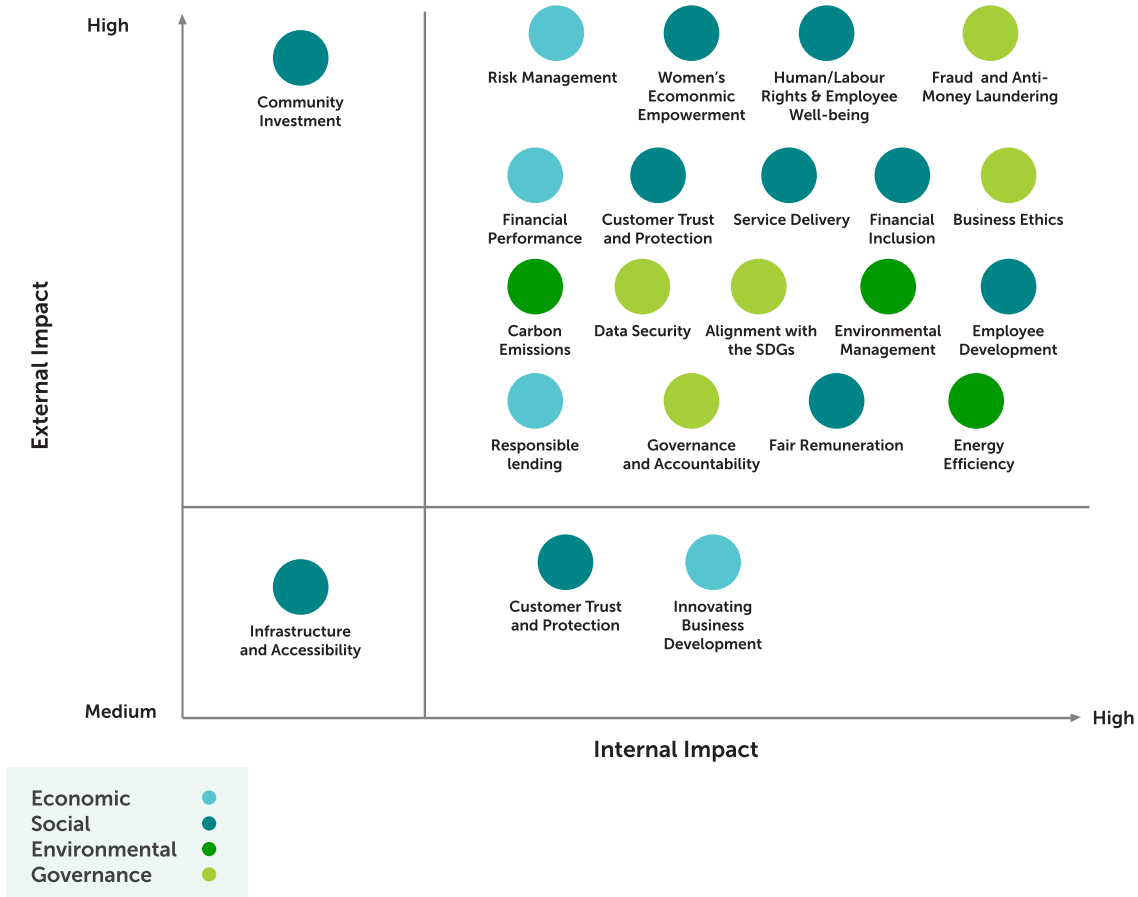 High
Community
Investment
Risk Management
Women's
Ecomonmic
Empowerment
Human/Labour
Rights & Employee
Well-being
Fraud and Anti-
Money Laundering
Financial
Performance
Customer Trust
and Protection
Service Delivery
Financial
Inclusion
Business Ethics
Carbon
Emissions
Data Security
Alignment with
the SDGs
Environmental
Management
Employee
Development
Responsible
lending
Governance
and Accountability
Fair Remuneration
Energy
Efficiency
External Impact
Infrastructure
and Accessibility
Customer Trust
and Protection
Innovating
Business
Development
Medium
High
Internal Impact
Economic
Social
Environmental
Governance